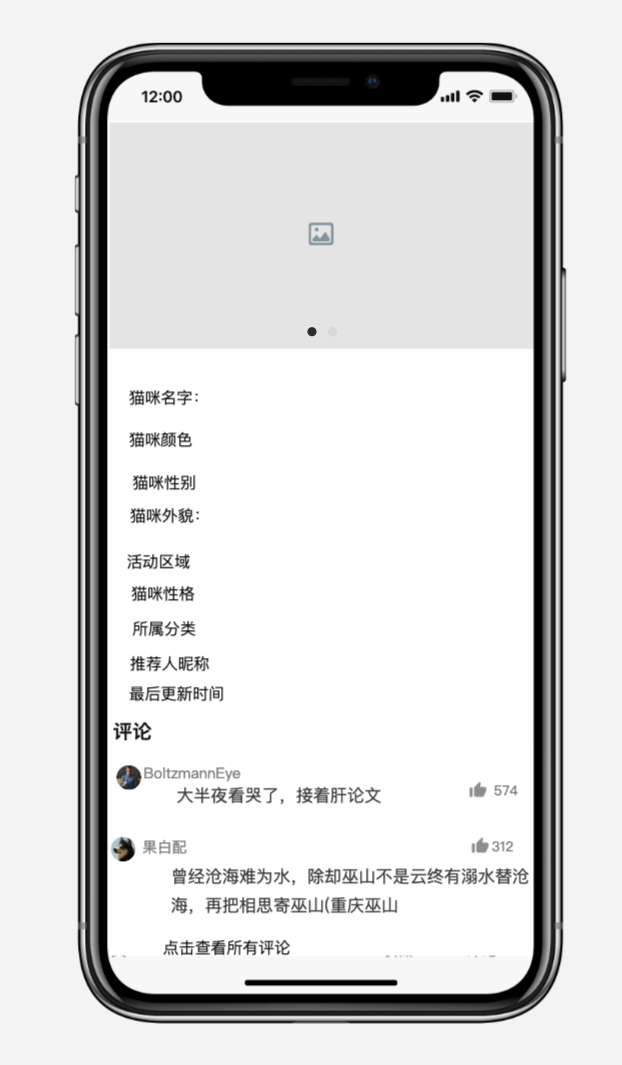 12:00
猫咪名字：
猫咪颜色
猫咪性别
猫咪外貌：
活动区域
猫咪性格
所属分类
推荐人昵称
最后更新时间
评论
BoltzmannEye
大半夜看哭了，接着肝论文
574
果白配
312
曾经沧海难为水，除却巫山不是云终有溺水替沧
海，再把相思寄巫山(重庆巫山
点击查看所有评论